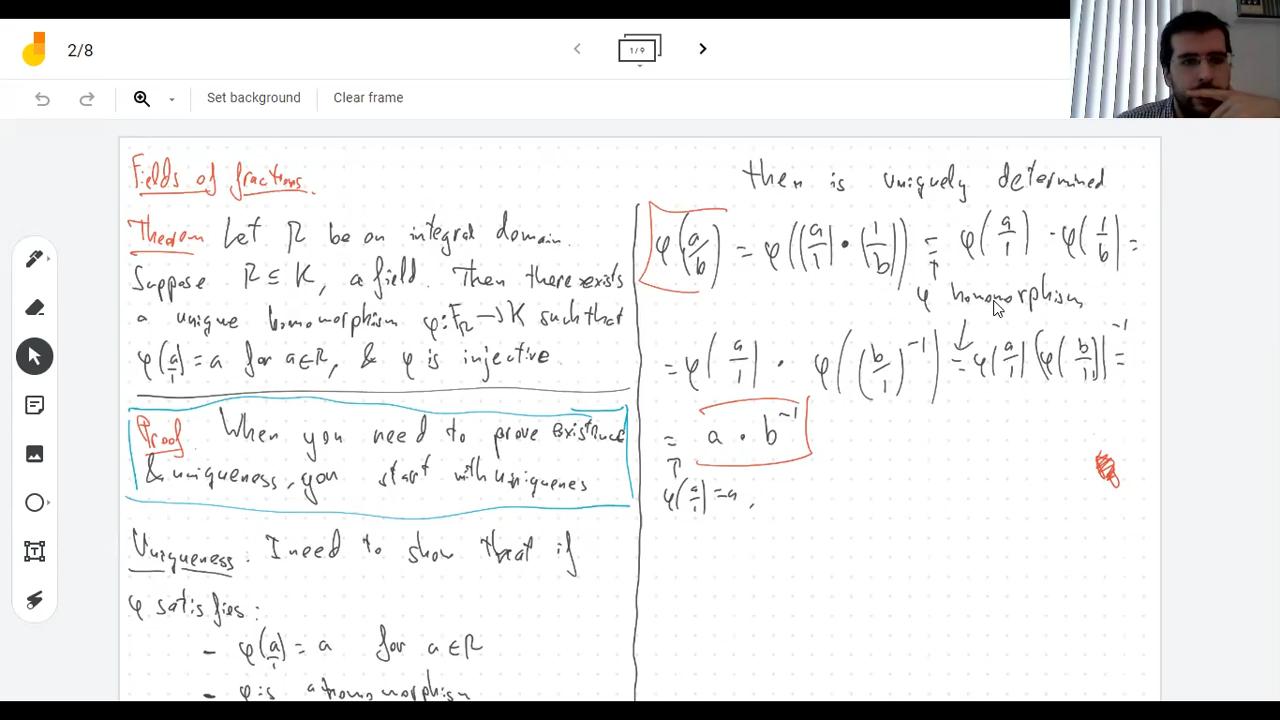 2/8
1/9
Set background
Clear frame
Fields of fractions.
Theorem Let R be an integral domain.
Suppose R ⊆ K, a field. Then there exists
a unique homomorphism φ: F_R → K such that
φ(a/1) = a for a∈R, & φ is injective.
Proof. When you need to prove existence
& uniqueness, you start with uniquenes
Uniqueness: I need to show that if
φ satisfies:
- φ(a/1) = a for a∈R
- φ is a homomorphism
then is uniquely determined
φ(a/b) = φ((a/1)·(1/b)) = φ(a/1)·φ(1/b) =
↑
φ homomorphism
= φ(a/1)·φ((b/1)^-1) = φ(a/1)(φ(b/1))^-1 =
= a·b^-1
↑
φ(a/1) = a,